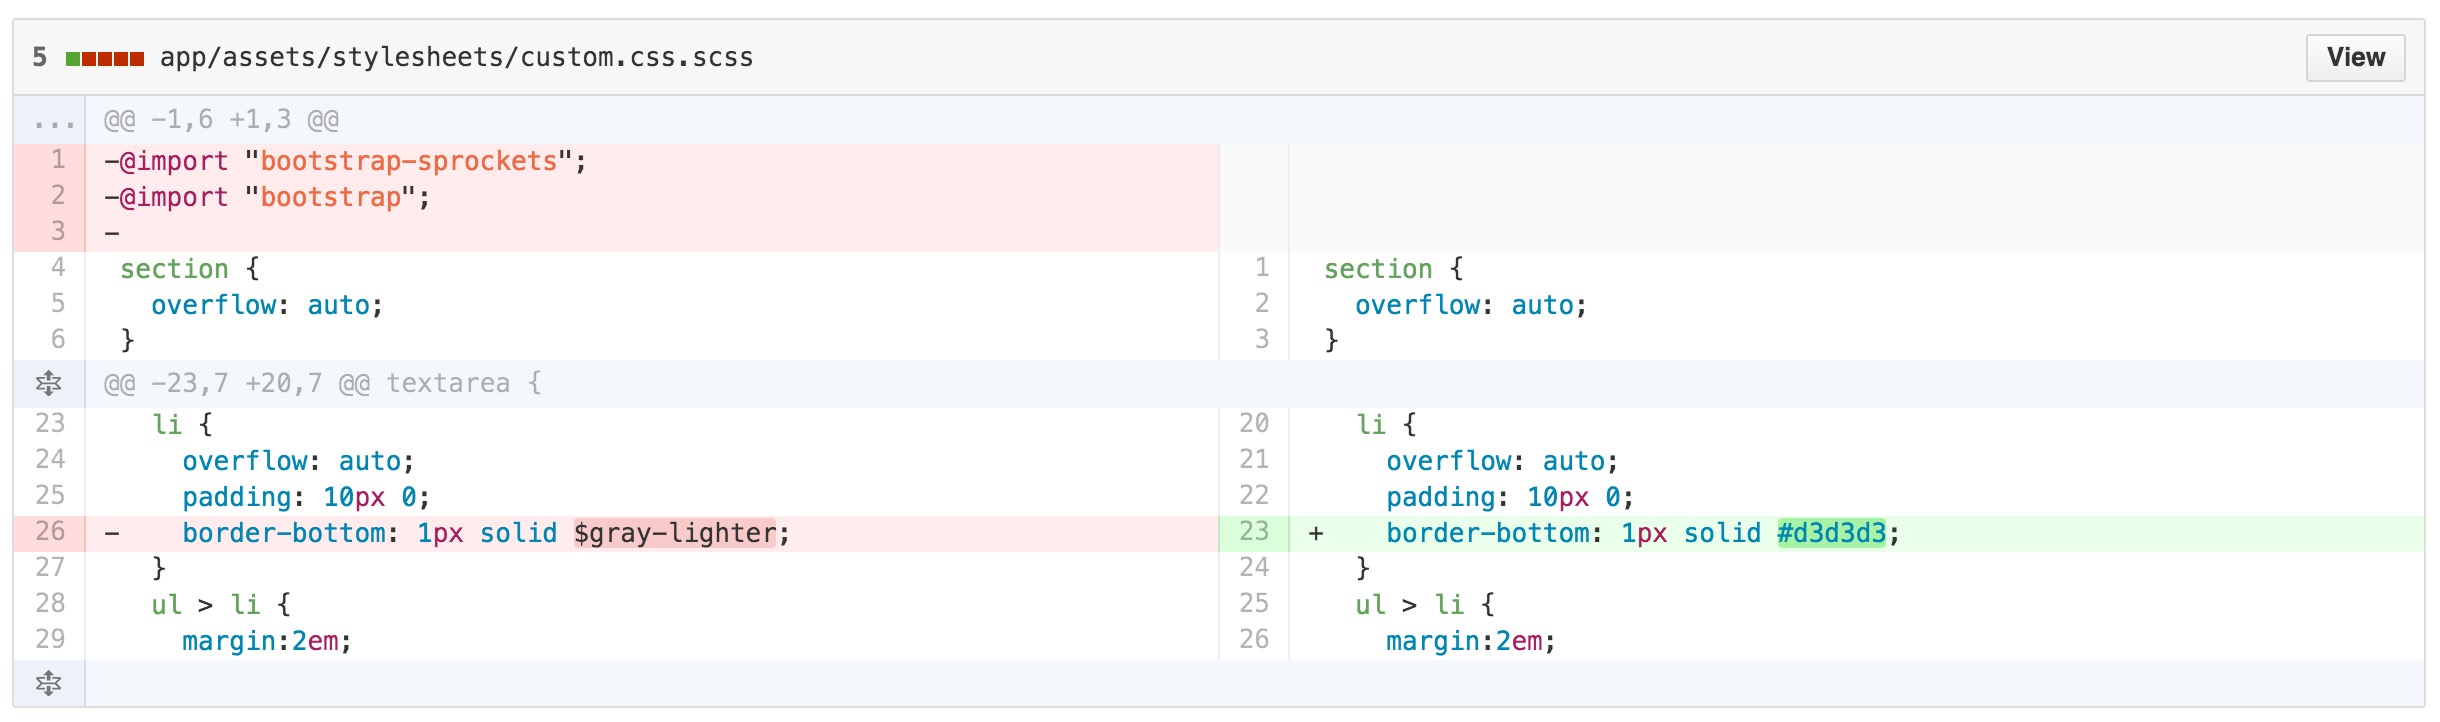 5 app/assets/stylesheets/custom.css.scss View
... @@ -1,6 +1,3 @@
1 -@import "bootstrap-sprockets";
2 -@import "bootstrap";
3 -
4 section { 1 section {
5 overflow: auto; 2 overflow: auto;
6 } 3 }
@@ -23,7 +20,7 @@ textarea {
23 li { 20 li {
24 overflow: auto; 21 overflow: auto;
25 padding: 10px 0; 22 padding: 10px 0;
26 - border-bottom: 1px solid $gray-lighter; 23 + border-bottom: 1px solid #d3d3d3;
27 } 24 }
28 ul > li { 25 ul > li {
29 margin:2em; 26 margin:2em;